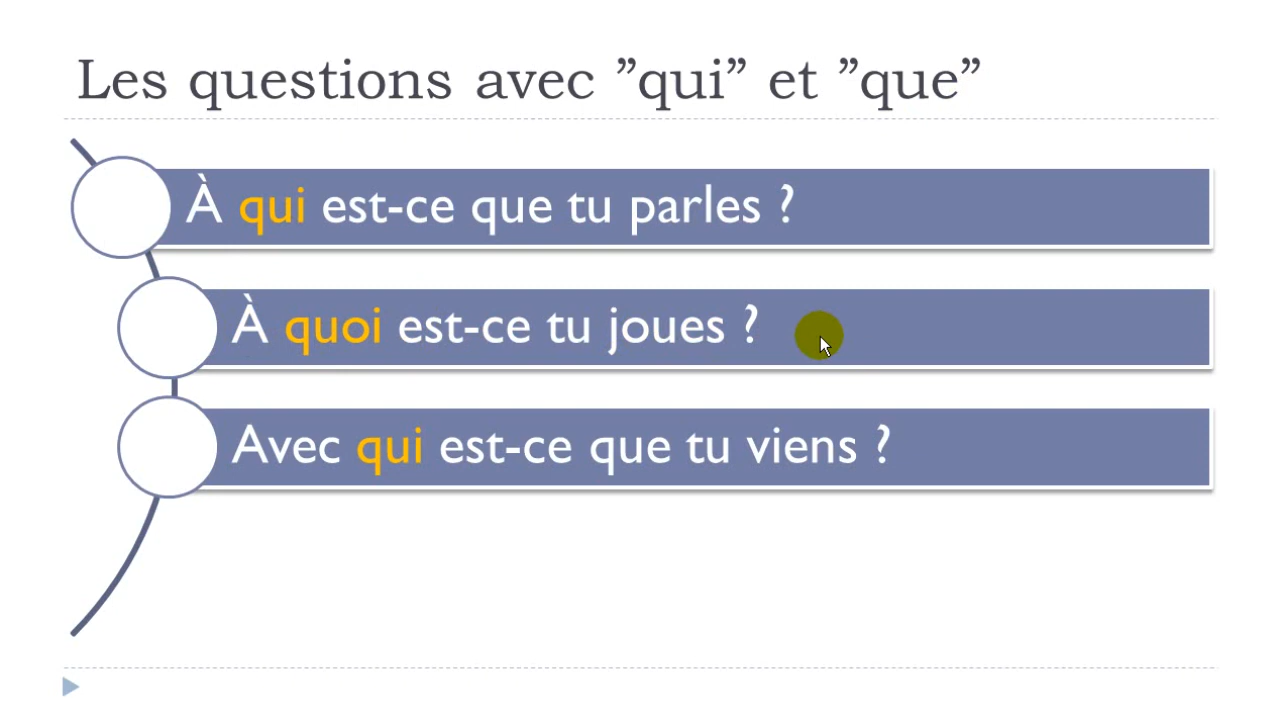 Les questions avec ”qui” et ”que”
À qui est-ce que tu parles ?
À quoi est-ce tu joues ?
Avec qui est-ce que tu viens ?